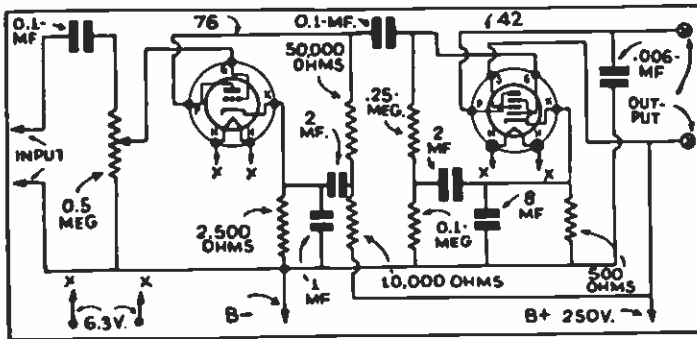 0.1-
MF
76
0.1-MF.
42
50,000
OHMS
.006-
MF
.25-
MEG.
2
MF.
2
MF
OUT-
PUT
INPUT
0.5
MEG
2,500
OHMS
8
MF
0.1-
MEG
1
MF
10,000 OHMS
500
OHMS
6.3V.
B-
B+ 250V.
G
P
K
H
H
X
X
S
G
P
K
H
H
X
X
X
X